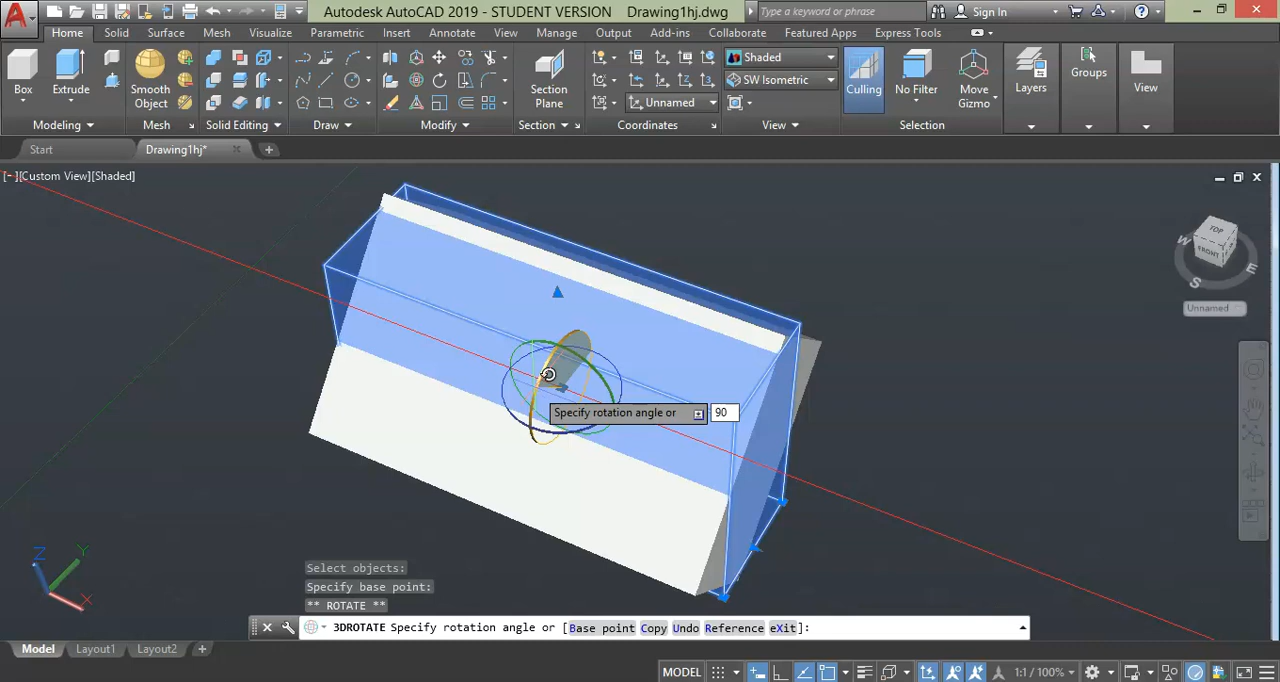 Autodesk AutoCAD 2019 - STUDENT VERSION Drawing1hj.dwg Type a keyword or phrase Sign In
Home Solid Surface Mesh Visualize Parametric Insert Annotate View Manage Output Add-ins Collaborate Featured Apps Express Tools
Shaded
SW Isometric
Unnamed
Box Extrude Smooth Object Section Plane Culling No Filter Move Gizmo Layers Groups View
Modeling Mesh Solid Editing Draw Modify Section Coordinates View Selection
Start Drawing1hj*
[-][Custom View][Shaded]
TOP
FRONT
W
E
S
Unnamed
Specify rotation angle or 90
Z
Y
X
Select objects:
Specify base point:
** ROTATE **
3DROTATE Specify rotation angle or [Base point Copy Undo Reference eXit]:
Model Layout1 Layout2 +
MODEL 1:1 / 100%